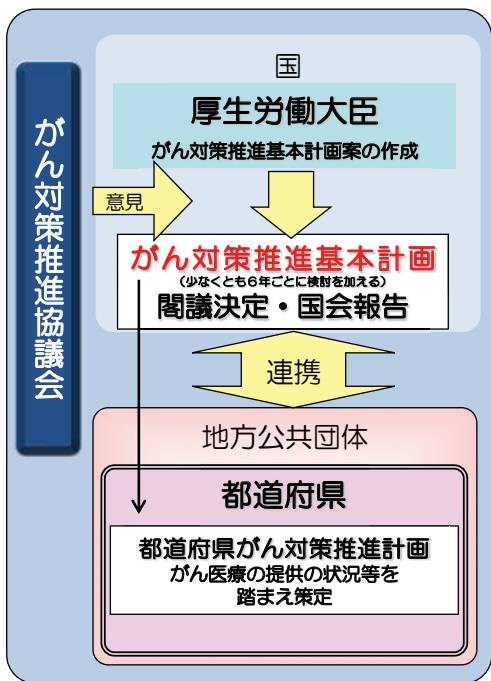 がん対策推進協議会
国
厚生労働大臣
がん対策推進基本計画案の作成
意見
がん対策推進基本計画
(少なくとも6年ごとに検討を加える)
閣議決定・国会報告
連携
地方公共団体
都道府県
都道府県がん対策推進計画
がん医療の提供の状況等を
踏まえ策定